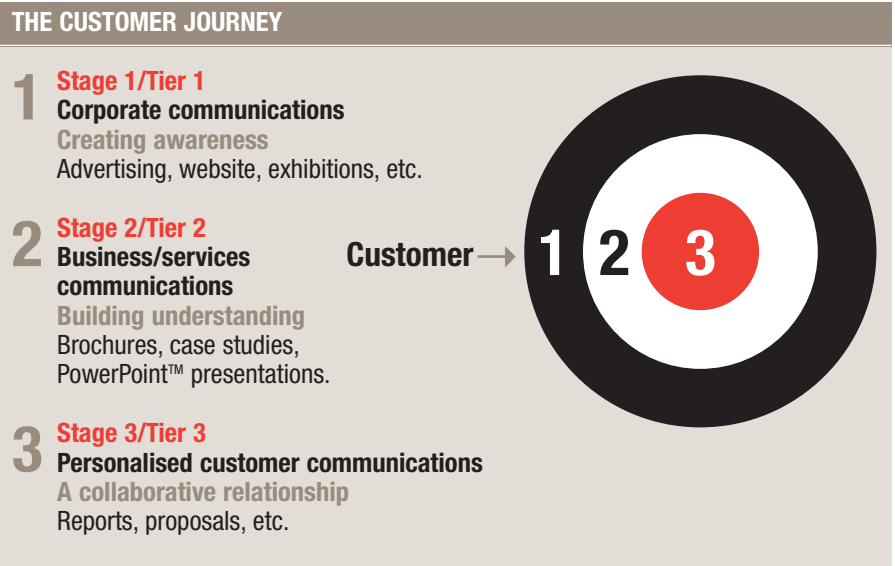 THE CUSTOMER JOURNEY
1
Stage 1/Tier 1
Corporate communications
Creating awareness
Advertising, website, exhibitions, etc.
2
Stage 2/Tier 2
Business/services
communications
Building understanding
Brochures, case studies,
PowerPoint™ presentations.
3
Stage 3/Tier 3
Personalised customer communications
A collaborative relationship
Reports, proposals, etc.
Customer → 1 2 3